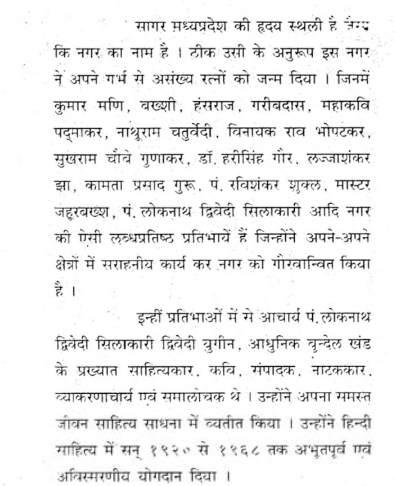 सागर मध्यप्रदेश की हृदय स्थली है जैसा
कि नगर का नाम है । ठीक उसी के अनुरूप इस नगर
ने अपने गर्भ से असंख्य रत्नों को जन्म दिया । जिनमें
कुमार मणि, बख्शी, हंसराज, गरीबदास, महाकवि
पद्माकर, नाथूराम चतुर्वेदी, विनायक राव भोपटकर,
सुखराम चौबे गुणाकर, डॉ. हरीसिंह गौर, लज्जाशंकर
झा, कामता प्रसाद गुरू, पं. रविशंकर शुक्ल, मास्टर
जहूरबख्श, पं. लोकनाथ द्विवेदी सिलाकारी आदि नगर
की ऐसी लब्धप्रतिष्ठ प्रतिभायें हैं जिन्होंने अपने-अपने
क्षेत्रों में सराहनीय कार्य कर नगर को गौरवान्वित किया
है ।
इन्हीं प्रतिभाओं में से आचार्य पं. लोकनाथ
द्विवेदी सिलाकारी द्विवेदी युगीन, आधुनिक वृन्देल खंड
के प्रख्यात साहित्यकार, कवि, संपादक, नाटककार,
व्याकरणाचार्य एवं समालोचक थे । उन्होंने अपना समस्त
जीवन साहित्य साधना में व्यतीत किया । उन्होंने हिन्दी
साहित्य में सन् १९२० से १९६८ तक अभूतपूर्व एवं
अविस्मरणीय योगदान दिया ।